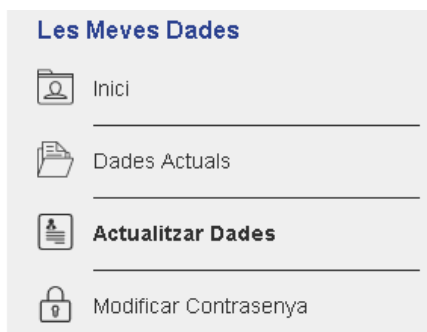 Les Meves Dades
Inici
Dades Actuals
Actualitzar Dades
Modificar Contrasenya